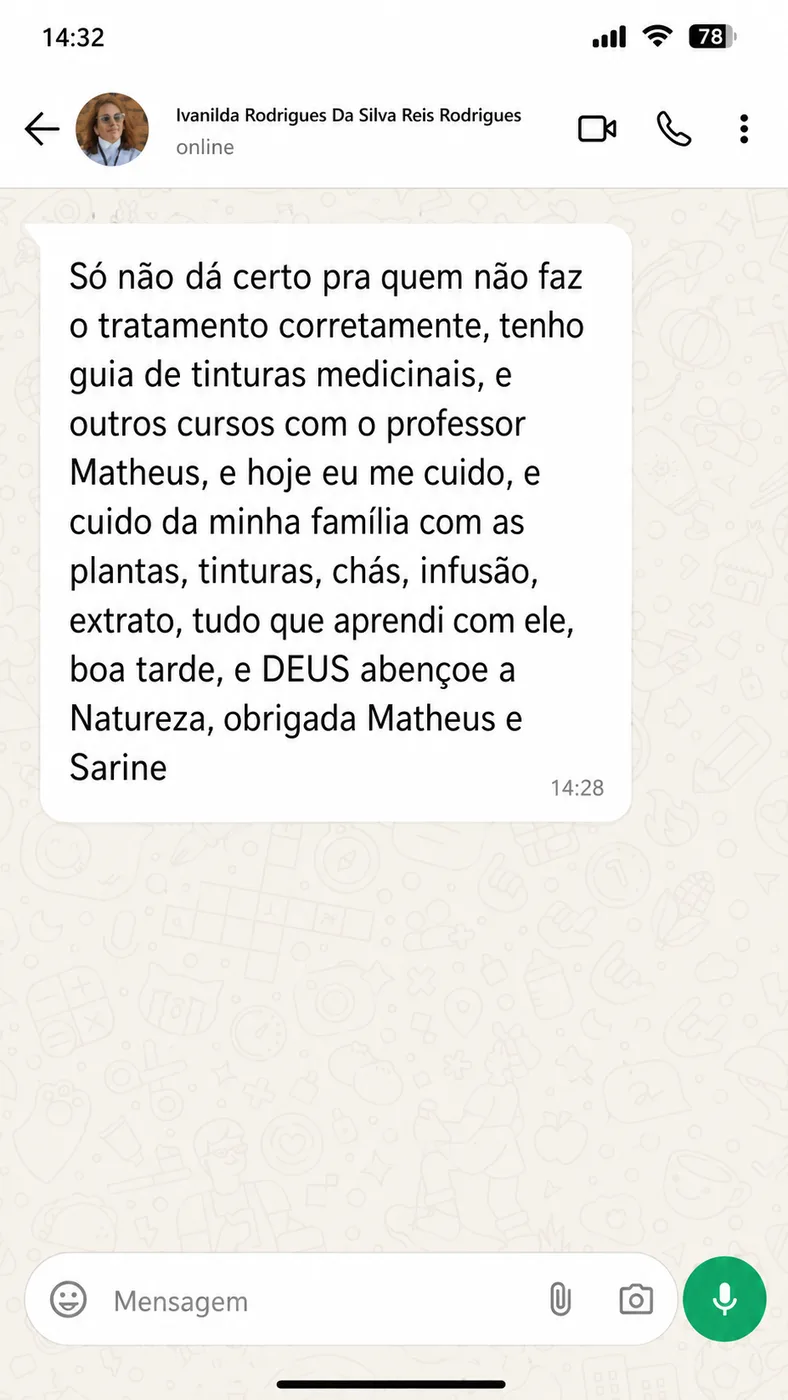 14:32
78
Ivanilda Rodrigues Da Silva Reis Rodrigues
online
Só não dá certo pra quem não faz
o tratamento corretamente, tenho
guia de tinturas medicinais, e
outros cursos com o professor
Matheus, e hoje eu me cuido, e
cuido da minha família com as
plantas, tinturas, chás, infusão,
extrato, tudo que aprendi com ele,
boa tarde, e DEUS abençoe a
Natureza, obrigada Matheus e
Sarine
14:28
Mensagem